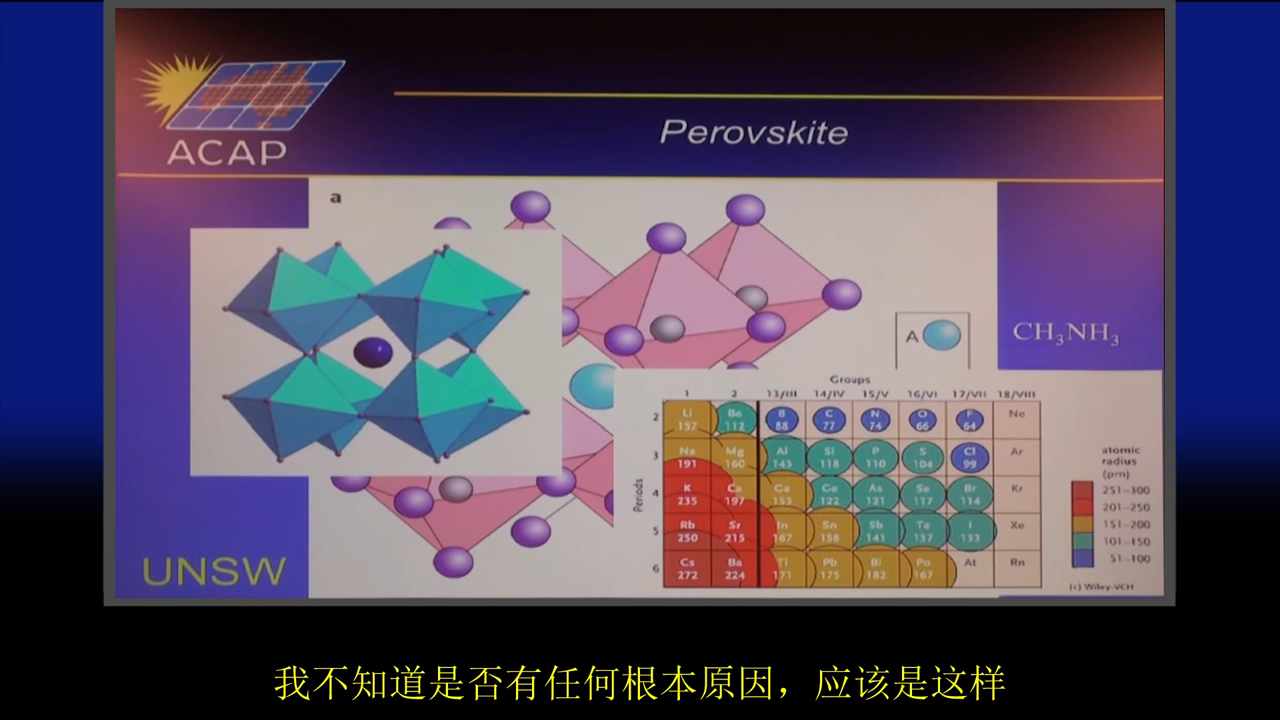 ACAP
Perovskite
a
A
CH₃NH₃
Groups
1 2 13/III 14/IV 15/V 16/VI 17/VII 18/VIII
Periods
2 Li 157 Be 112 B 88 C 77 N 74 O 66 F 64 Ne
3 Na 191 Mg 160 Al 143 Si 118 P 110 S 104 Cl 99 Ar
4 K 235 Ca 197 Ga 153 Ge 122 As 121 Se 117 Br 114 Kr
5 Rb 250 Sr 215 In 167 Sn 158 Sb 141 Te 137 I 133 Xe
6 Cs 272 Ba 224 Tl 171 Pb 175 Bi 182 Po 167 At Rn
atomic
radius
(pm)
251–300
201–250
151–200
101–150
51–100
(c) Wiley-VCH
UNSW
我不知道是否有任何根本原因，应该是这样